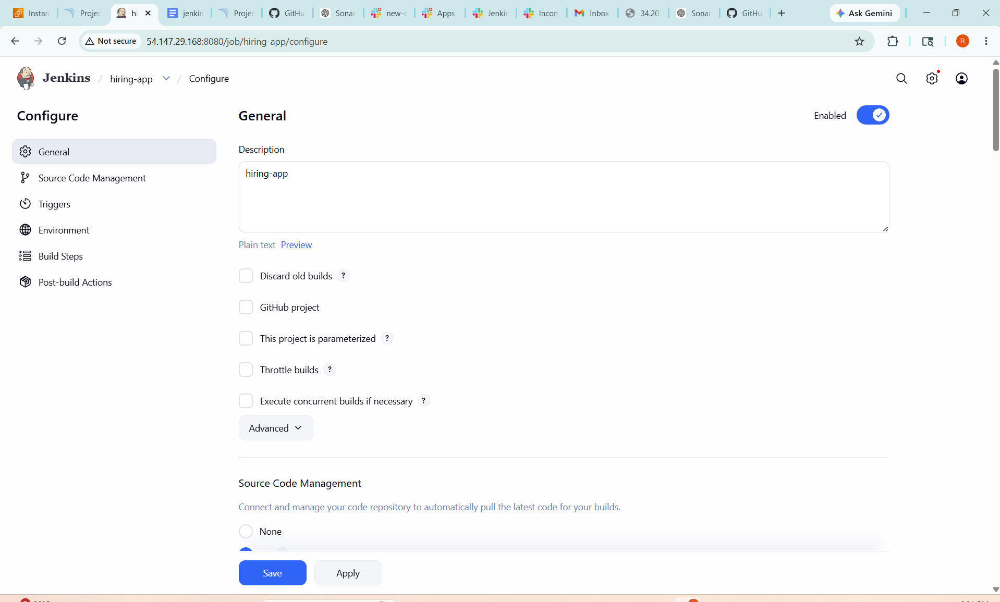 Instan
Projec
hi
jenkin
Projec
GitHu
Sonar
new-c
Apps
Jenkin
Incom
Inbox
34.207
Sonar
GitHu
Ask Gemini
Not secure
54.147.29.168:8080/job/hiring-app/configure
R
Jenkins / hiring-app / Configure
Configure
General
Source Code Management
Triggers
Environment
Build Steps
Post-build Actions
General
Enabled
Description
hiring-app
Plain text Preview
Discard old builds ?
GitHub project
This project is parameterized ?
Throttle builds ?
Execute concurrent builds if necessary ?
Advanced
Source Code Management
Connect and manage your code repository to automatically pull the latest code for your builds.
None
Save
Apply